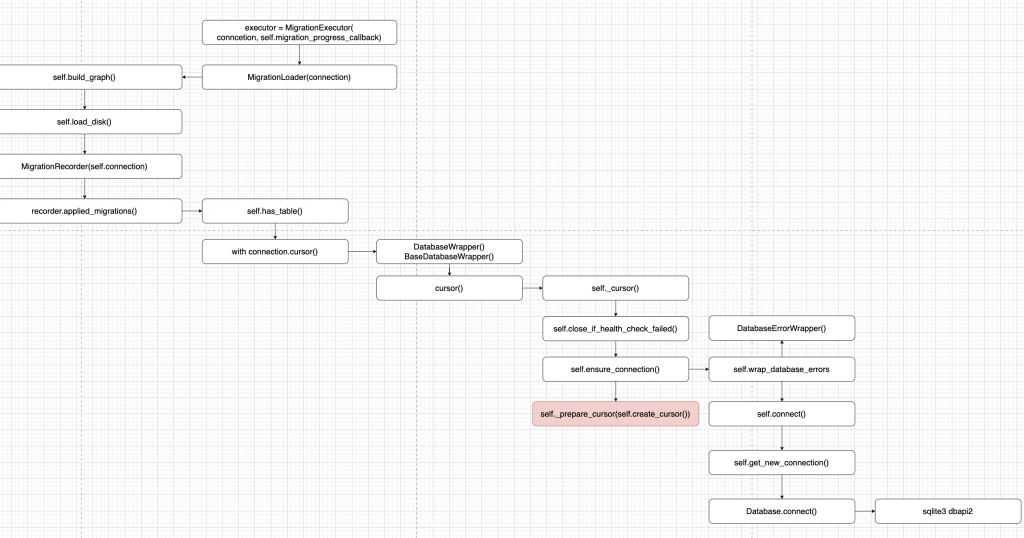 executor = MigrationExecutor(
conncetion, self.migration_progress_callback)
self.build_graph()
MigrationLoader(connection)
self.load_disk()
MigrationRecorder(self.connection)
recorder.applied_migrations()
self.has_table()
with connection.cursor()
DatabaseWrapper()
BaseDatabaseWrapper()
cursor()
self._cursor()
self.close_if_health_check_failed()
DatabaseErrorWrapper()
self.ensure_connection()
self.wrap_database_errors
self._prepare_cursor(self.create_cursor())
self.connect()
self.get_new_connection()
Database.connect()
sqlite3 dbapi2